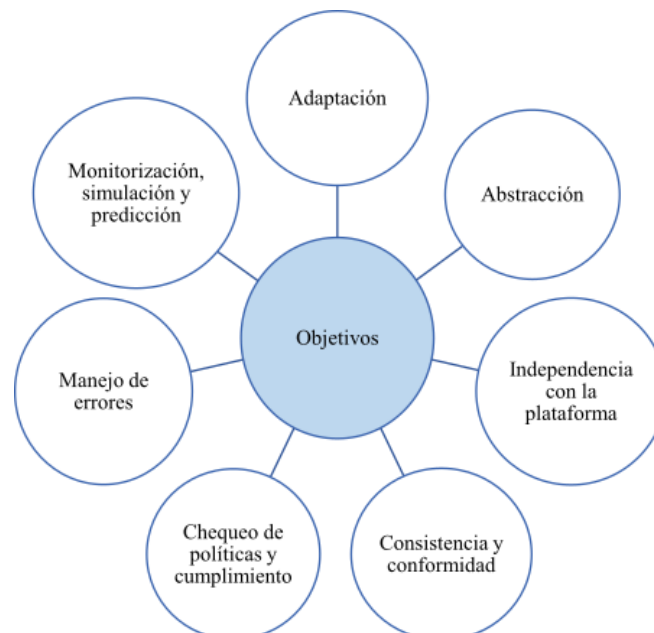 Adaptación
Abstracción
Independencia
con la
plataforma
Consistencia y
conformidad
Chequeo de
políticas y
cumplimiento
Manejo de
errores
Monitorización,
simulación y
predicción
Objetivos